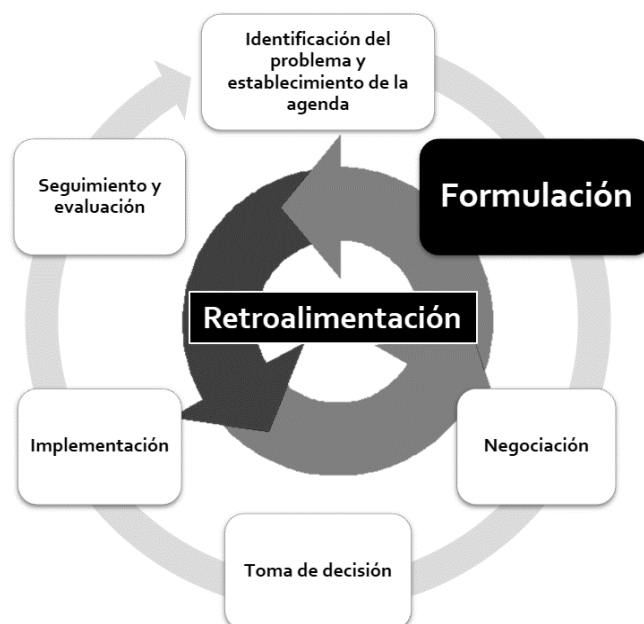 Identificación del
problema y
establecimiento de la
agenda
Formulación
Seguimiento y
evaluación
Retroalimentación
Implementación
Negociación
Toma de decisión